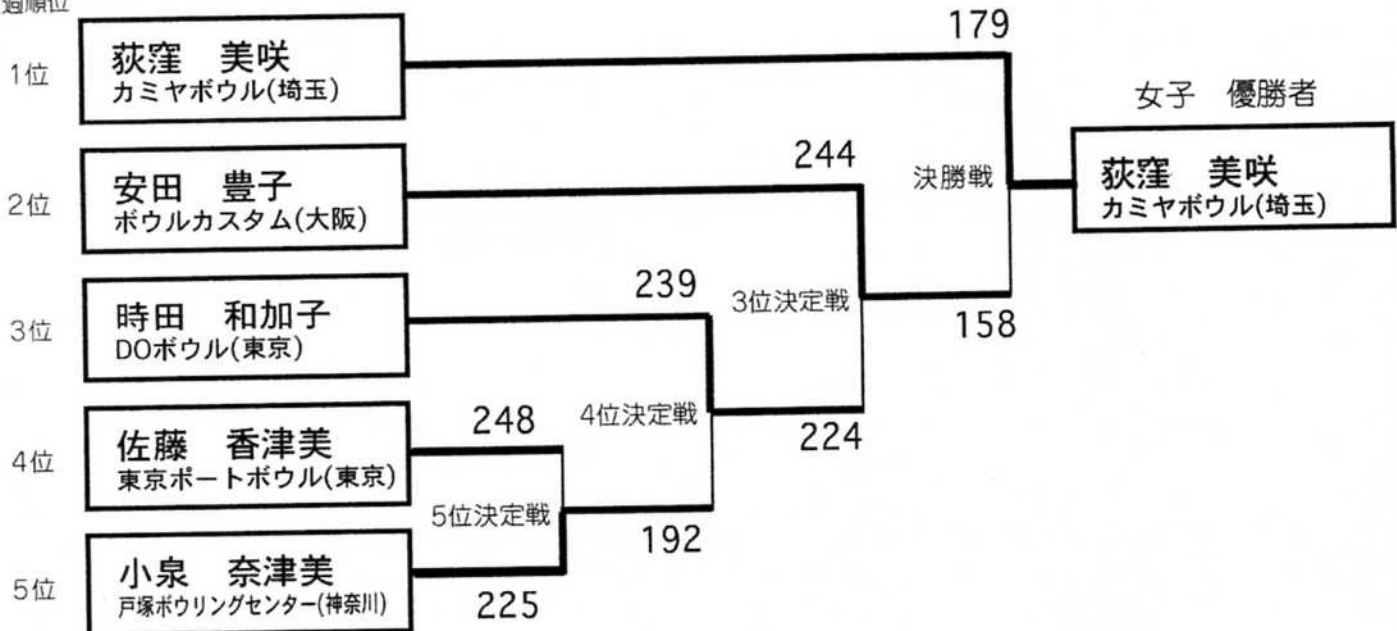 過順位
179
1位
荻窪 美咲
カミヤボウル(埼玉)
女子 優勝者
荻窪 美咲
カミヤボウル(埼玉)
244
決勝戦
2位
安田 豊子
ボウルカスタム(大阪)
239
3位決定戦
158
3位
時田 和加子
DOボウル(東京)
248
4位決定戦
224
4位
佐藤 香津美
東京ポートボウル(東京)
5位決定戦
192
5位
小泉 奈津美
戸塚ボウリングセンター(神奈川)
225